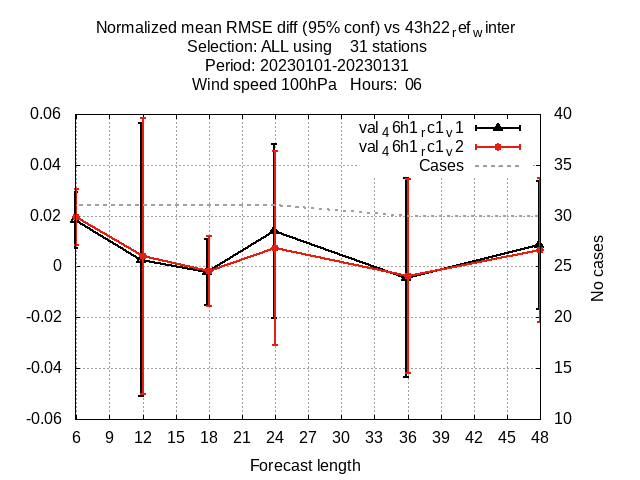 Normalized mean RMSE diff (95% conf) vs 43h22refwinter
Selection: ALL using 31 stations
Period: 20230101-20230131
Wind speed 100hPa Hours: 06
val46h1rc1v1
val46h1rc1v2
Cases
0.06
0.04
0.02
0
-0.02
-0.04
-0.06
40
35
30
25
20
15
10
No cases
6 9 12 15 18 21 24 27 30 33 36 39 42 45 48
Forecast length